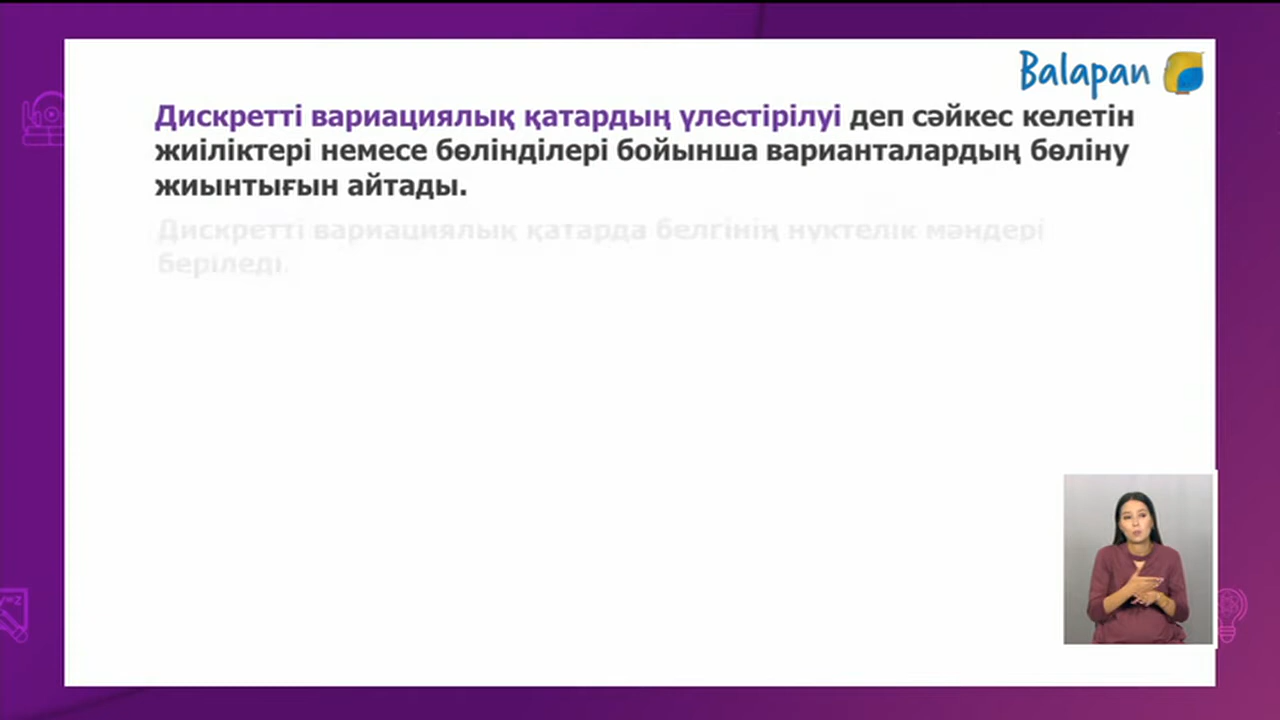 Balapan
Дискретті вариациялық қатардың үлестірілуі деп сәйкес келетін
жиіліктері немесе бөлінділері бойынша варианталардың бөліну
жиынтығын айтады.
Дискретті вариациялық қатарда белгінің нүктелік мәндері
беріледі.